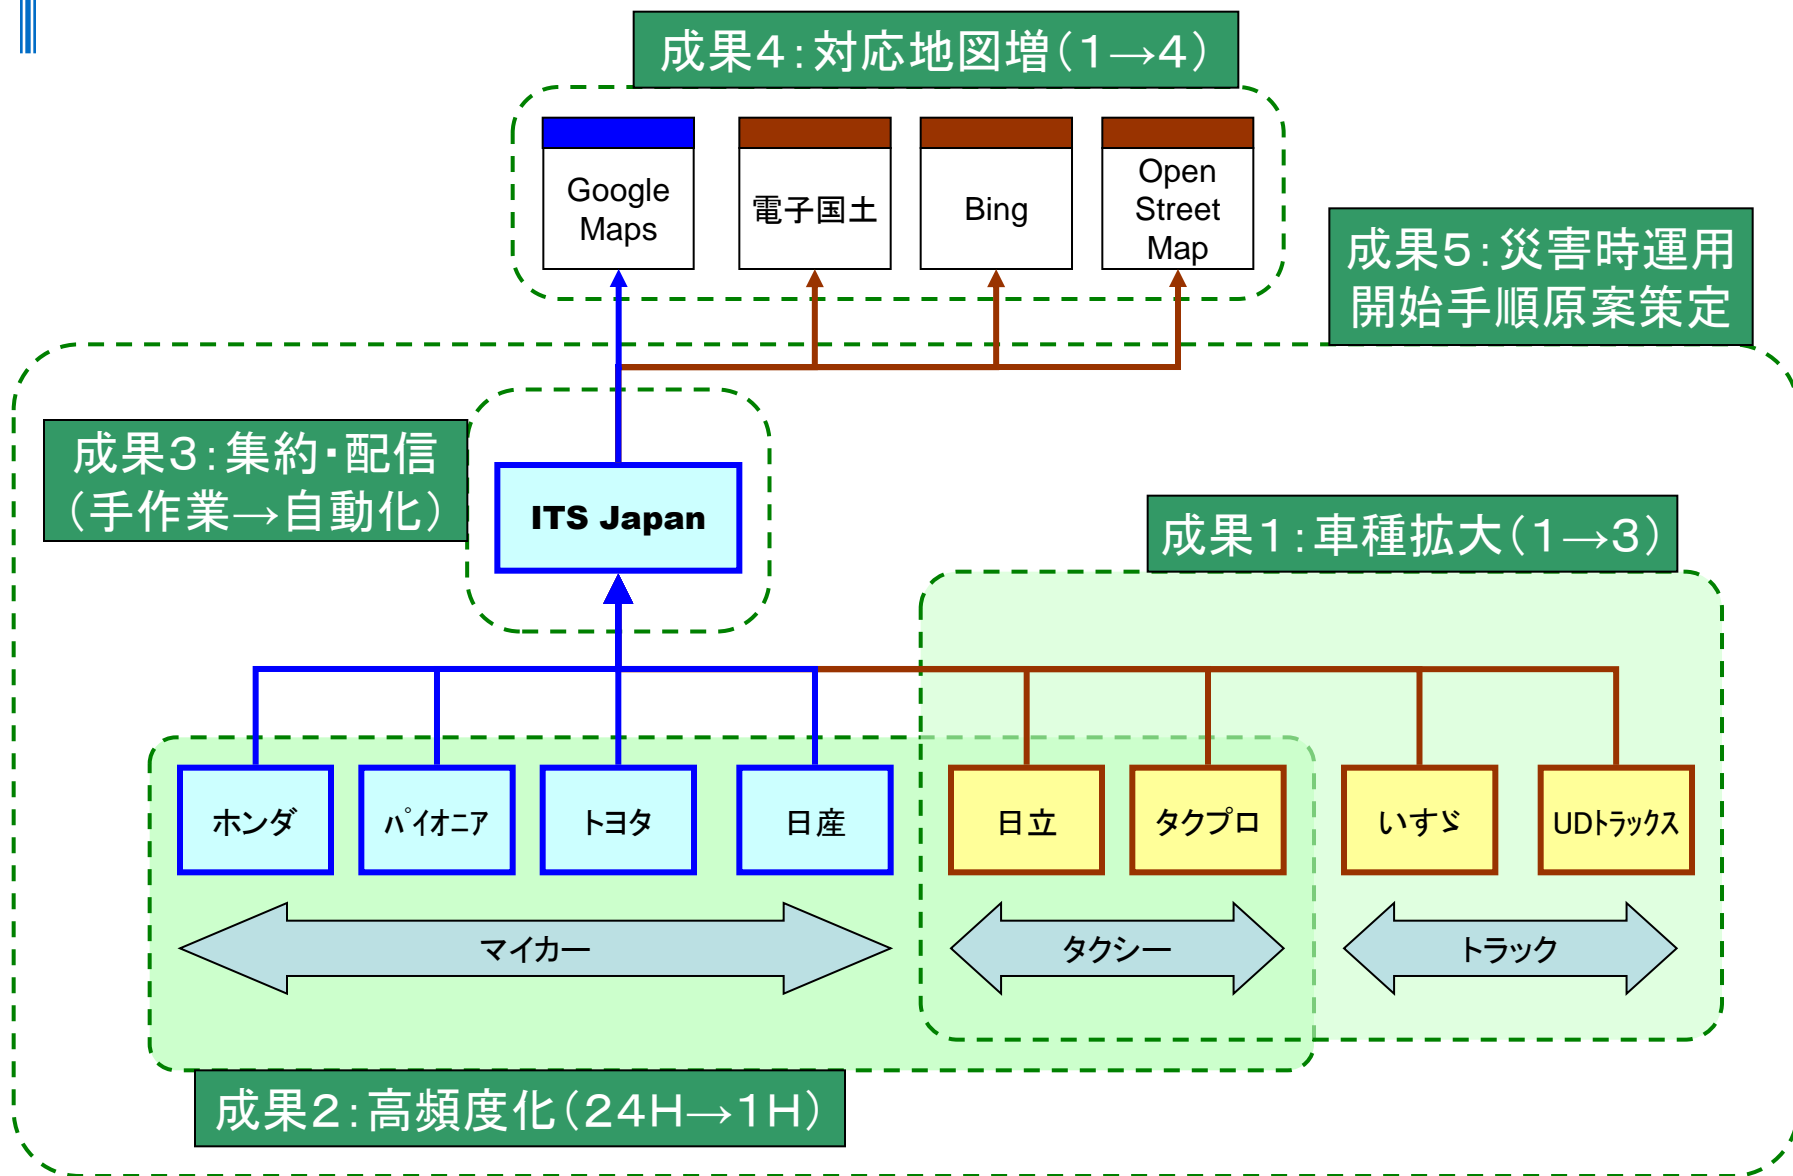 成果4:対応地図増(1→4)
Google
Maps
電子国土
Bing
Open
Street
Map
成果5:災害時運用
開始手順原案策定
成果3:集約・配信
(手作業→自動化)
ITS Japan
成果1:車種拡大(1→3)
ホンダ
パイオニア
トヨタ
日産
日立
タクプロ
いすゞ
UDトラックス
マイカー
タクシー
トラック
成果2:高頻度化(24H→1H)